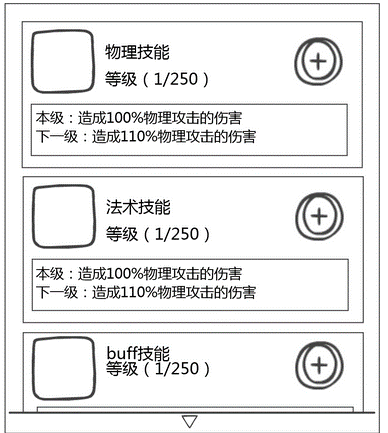 物理技能
等级（1/250）
本级：造成100%物理攻击的伤害
下一级：造成110%物理攻击的伤害
法术技能
等级（1/250）
本级：造成100%物理攻击的伤害
下一级：造成110%物理攻击的伤害
buff技能
等级（1/250）